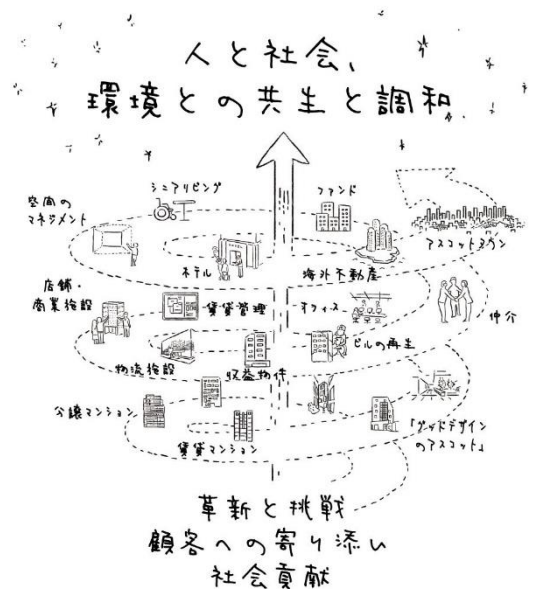 人と社会、
環境との共生と調和
シニアリビング
ファンド
空間の
マネジメント
アスコットタウン
ホテル
海外不動産
店舗・
商業施設
賃貸管理
オフィス
仲介
ビルの再生
物流施設
収益物件
分譲マンション
「グッドデザイン
のアスコット」
賃貸マンション
革新と挑戦
顧客への寄り添い
社会貢献